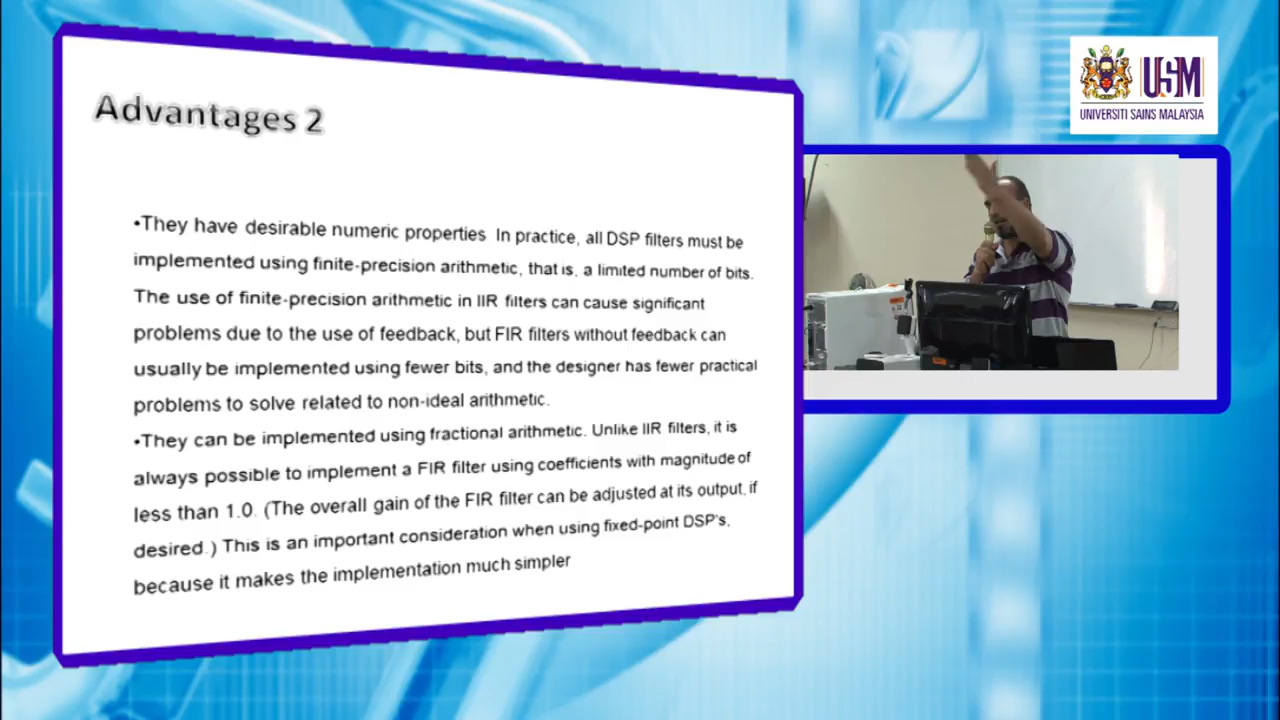 Advantages 2
•They have desirable numeric properties In practice, all DSP filters must be
implemented using finite-precision arithmetic, that is, a limited number of bits.
The use of finite-precision arithmetic in IIR filters can cause significant
problems due to the use of feedback, but FIR filters without feedback can
usually be implemented using fewer bits, and the designer has fewer practical
problems to solve related to non-ideal arithmetic.
•They can be implemented using fractional arithmetic. Unlike IIR filters, it is
always possible to implement a FIR filter using coefficients with magnitude of
less than 1.0. (The overall gain of the FIR filter can be adjusted at its output, if
desired.) This is an important consideration when using fixed-point DSP's,
because it makes the implementation much simpler
USM
UNIVERSITI SAINS MALAYSIA